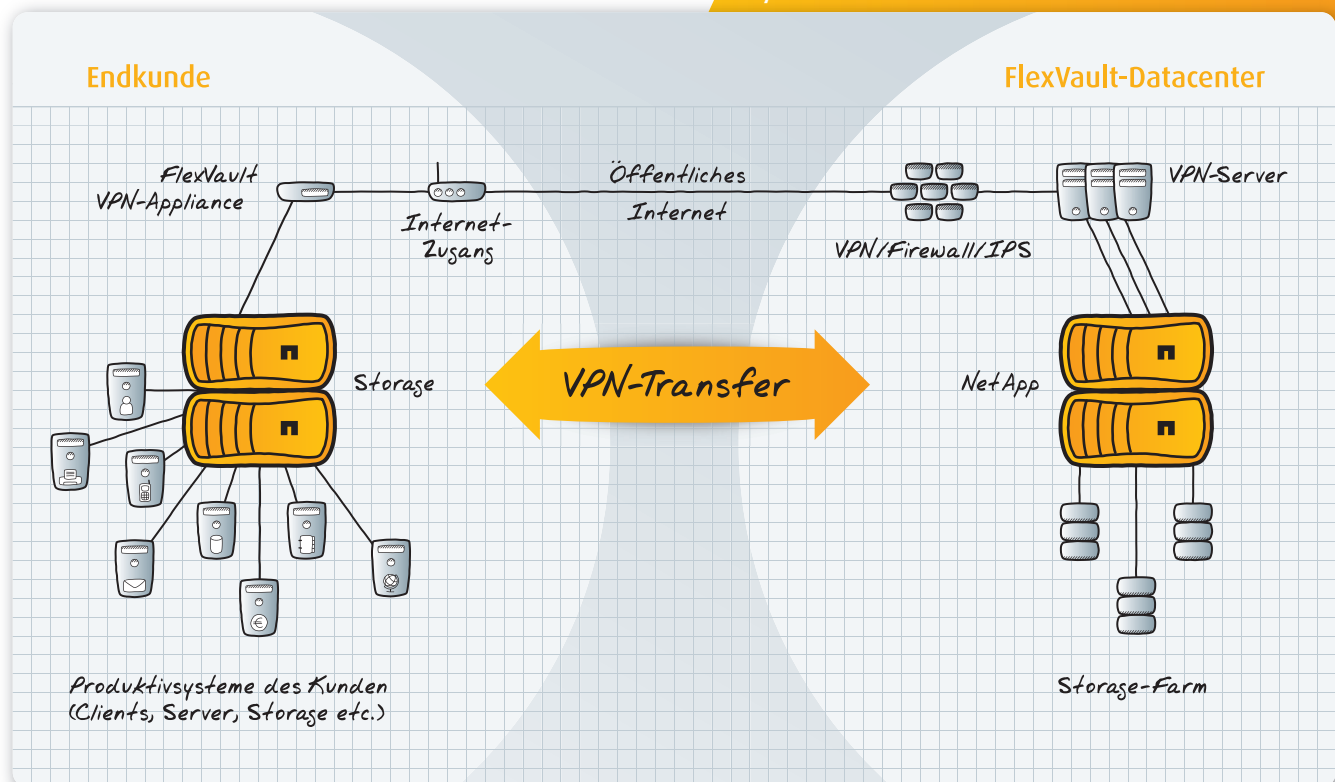 Endkunde
FlexVault-Datacenter
FlexVault
VPN-Appliance
Internet-
Zugang
Öffentliches
Internet
VPN/Firewall/IPS
VPN-Server
Storage
VPN-Transfer
NetApp
€
Produktivsysteme des Kunden
(Clients, Server, Storage etc.)
Storage-Farm